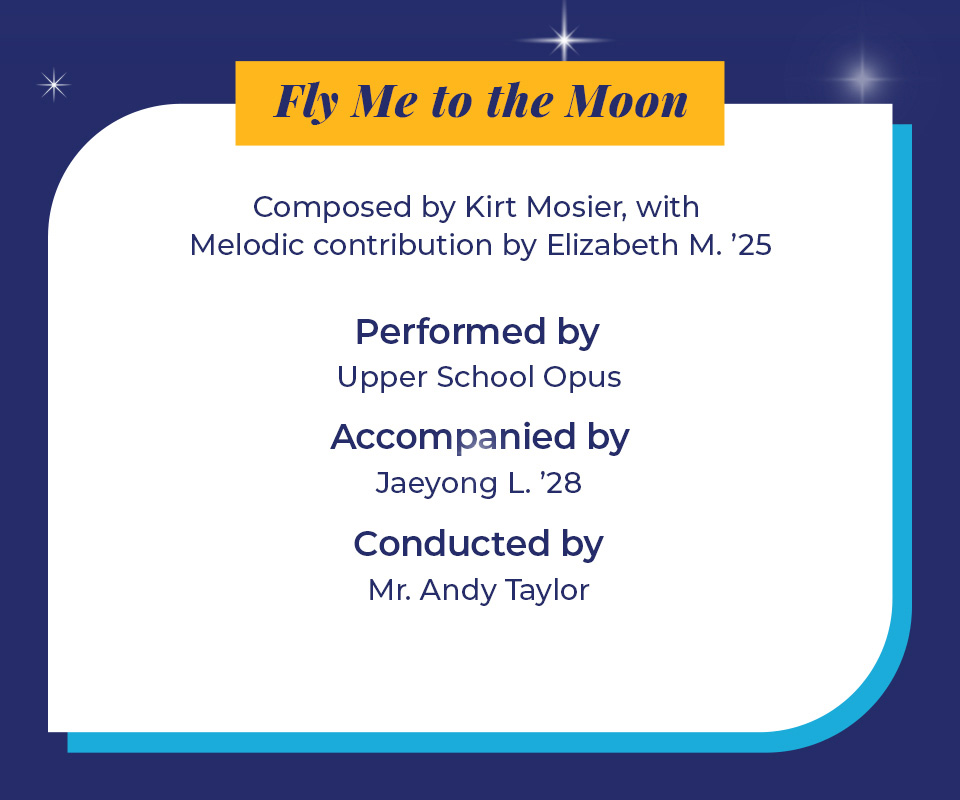 Fly Me to the Moon
Composed by Kirt Mosier, with
Melodic contribution by Elizabeth M. ’25
Performed by
Upper School Opus
Accompanied by
Jaeyong L. ’28
Conducted by
Mr. Andy Taylor